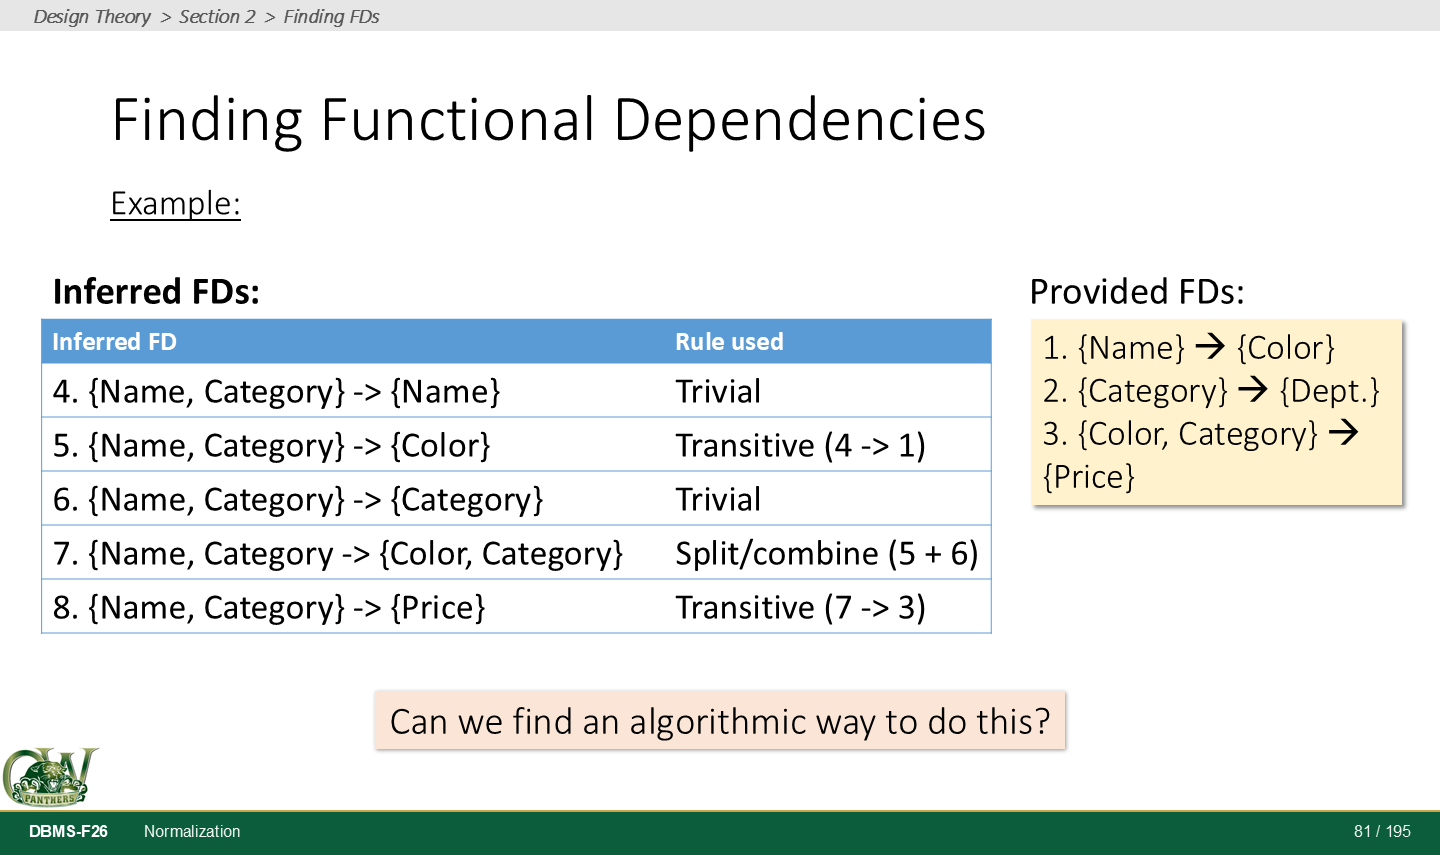 Design Theory > Section 2 > Finding FDs
Finding Functional Dependencies
Example:
Inferred FDs:
Inferred FD Rule used
4. {Name, Category} -> {Name} Trivial
5. {Name, Category} -> {Color} Transitive (4 -> 1)
6. {Name, Category} -> {Category} Trivial
7. {Name, Category -> {Color, Category} Split/combine (5 + 6)
8. {Name, Category} -> {Price} Transitive (7 -> 3)
Provided FDs:
1. {Name} → {Color}
2. {Category} → {Dept.}
3. {Color, Category} →
{Price}
Can we find an algorithmic way to do this?
OW
PANTHERS
DBMS-F26 Normalization 81 / 195